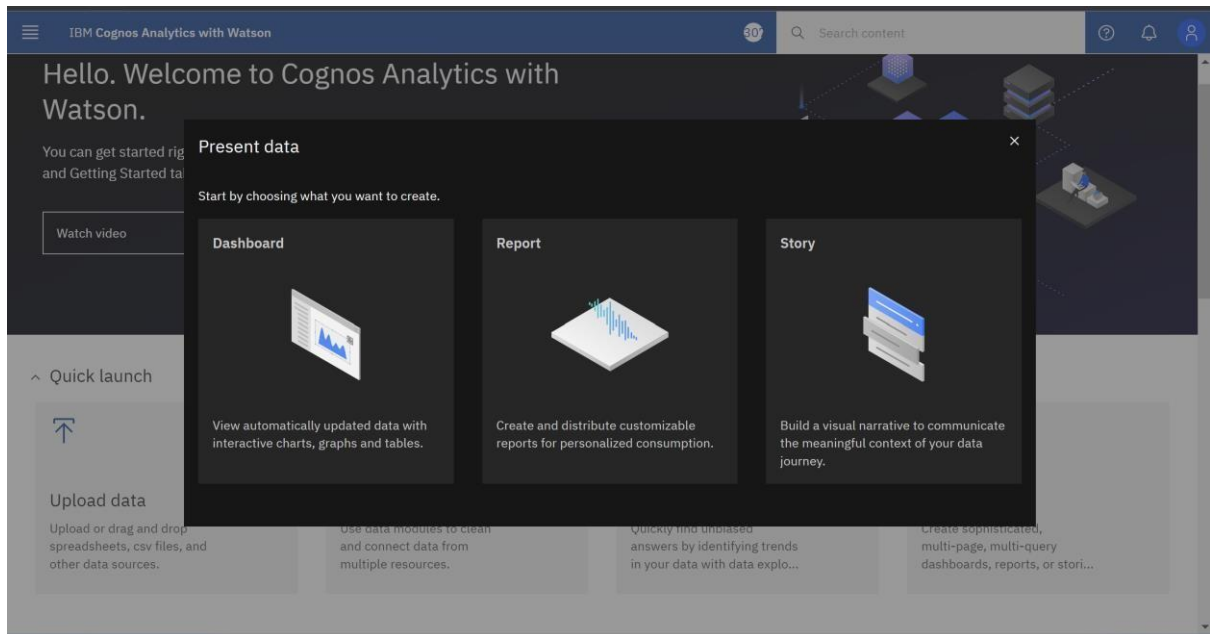 IBM Cognos Analytics with Watson
30
Search content
Hello. Welcome to Cognos Analytics with
Watson.
You can get started rig
and Getting Started ta
Watch video
Present data
Start by choosing what you want to create.
Dashboard
View automatically updated data with
interactive charts, graphs and tables.
Report
Create and distribute customizable
reports for personalized consumption.
Story
Build a visual narrative to communicate
the meaningful context of your data
journey.
Quick launch
Upload data
Upload or drag and drop
spreadsheets, csv files, and
other data sources.
Use data modules to clean
and connect data from
multiple resources.
Quickly find unbiased
answers by identifying trends
in your data with data explo...
Create sophisticated,
multi-page, multi-query
dashboards, reports, or stori...